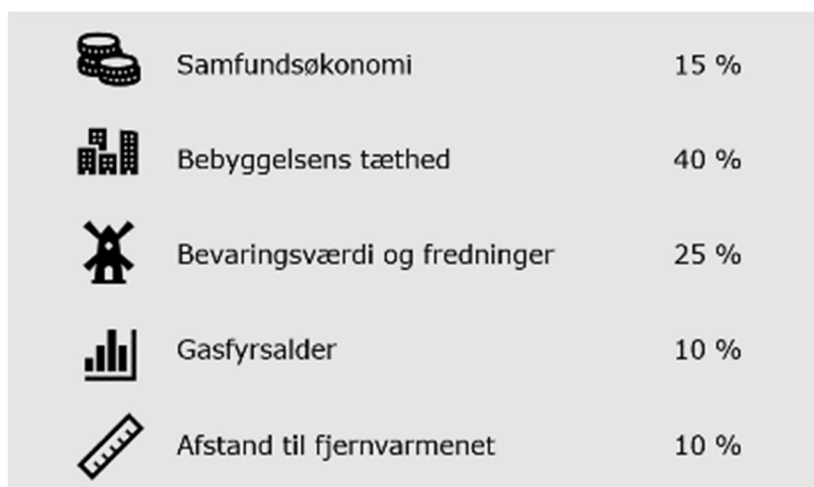 Samfundsøkonomi 15 %
Bebyggelsens tæthed 40 %
Bevaringsværdi og fredninger 25 %
Gasfyrsalder 10 %
Afstand til fjernvarmenet 10 %